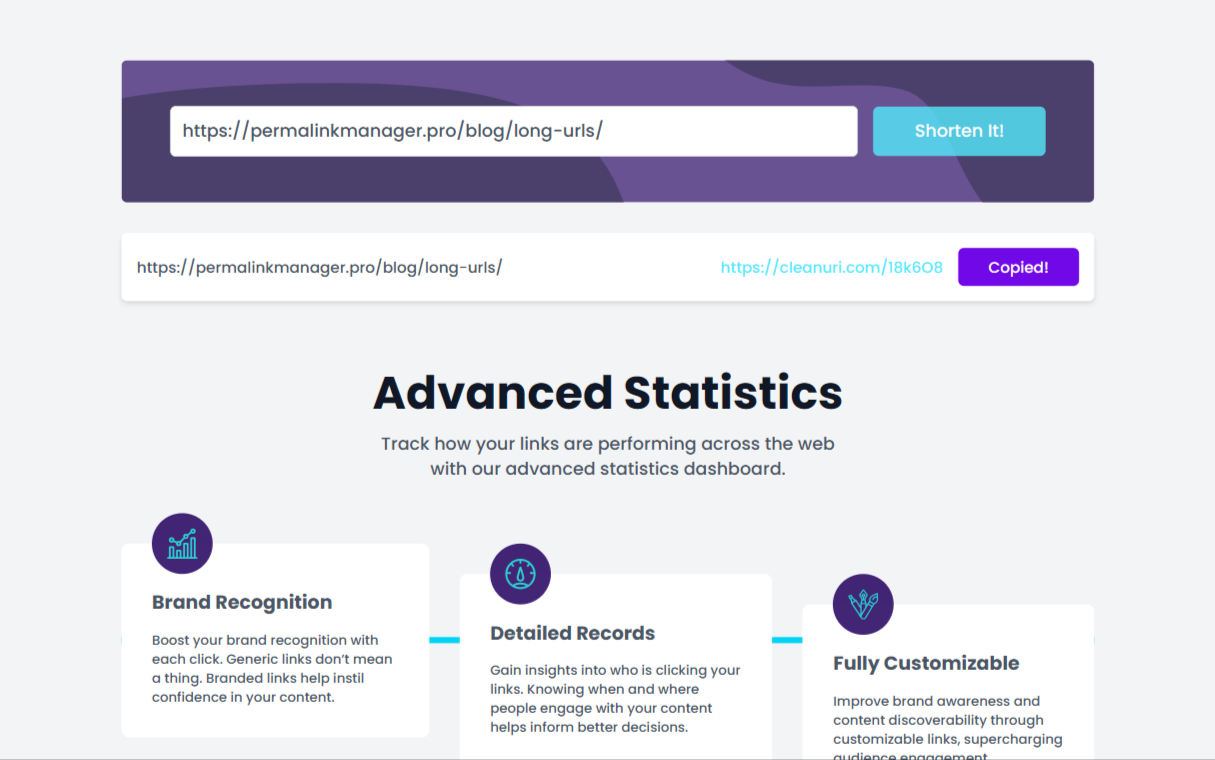 https://permalinkmanager.pro/blog/long-urls/
Shorten It!
https://permalinkmanager.pro/blog/long-urls/
https://cleanuri.com/18k6O8
Copied!
Advanced Statistics
Track how your links are performing across the web
with our advanced statistics dashboard.
Brand Recognition
Boost your brand recognition with
each click. Generic links don’t mean
a thing. Branded links help instil
confidence in your content.
Detailed Records
Gain insights into who is clicking your
links. Knowing when and where
people engage with your content
helps inform better decisions.
Fully Customizable
Improve brand awareness and
content discoverability through
customizable links, supercharging
audience engagement.